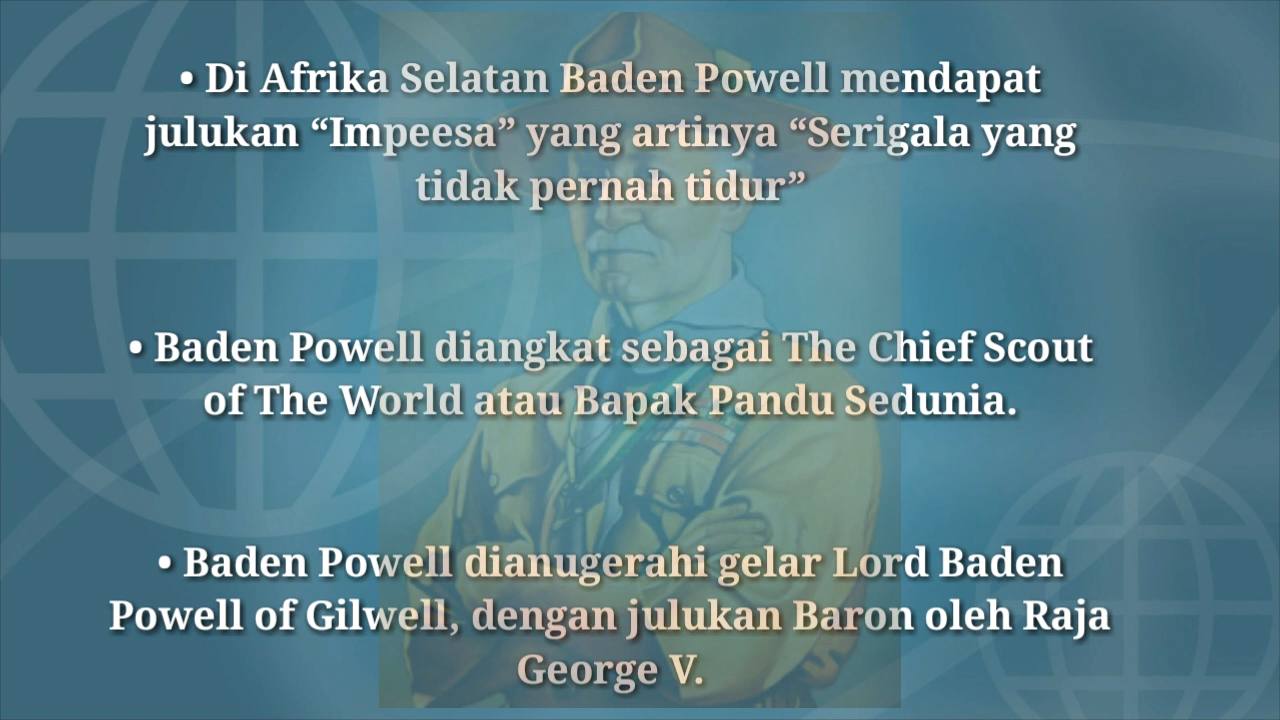 • Di Afrika Selatan Baden Powell mendapat
julukan “Impeesa” yang artinya “Serigala yang
tidak pernah tidur”
• Baden Powell diangkat sebagai The Chief Scout
of The World atau Bapak Pandu Sedunia.
• Baden Powell dianugerahi gelar Lord Baden
Powell of Gilwell, dengan julukan Baron oleh Raja
George V.